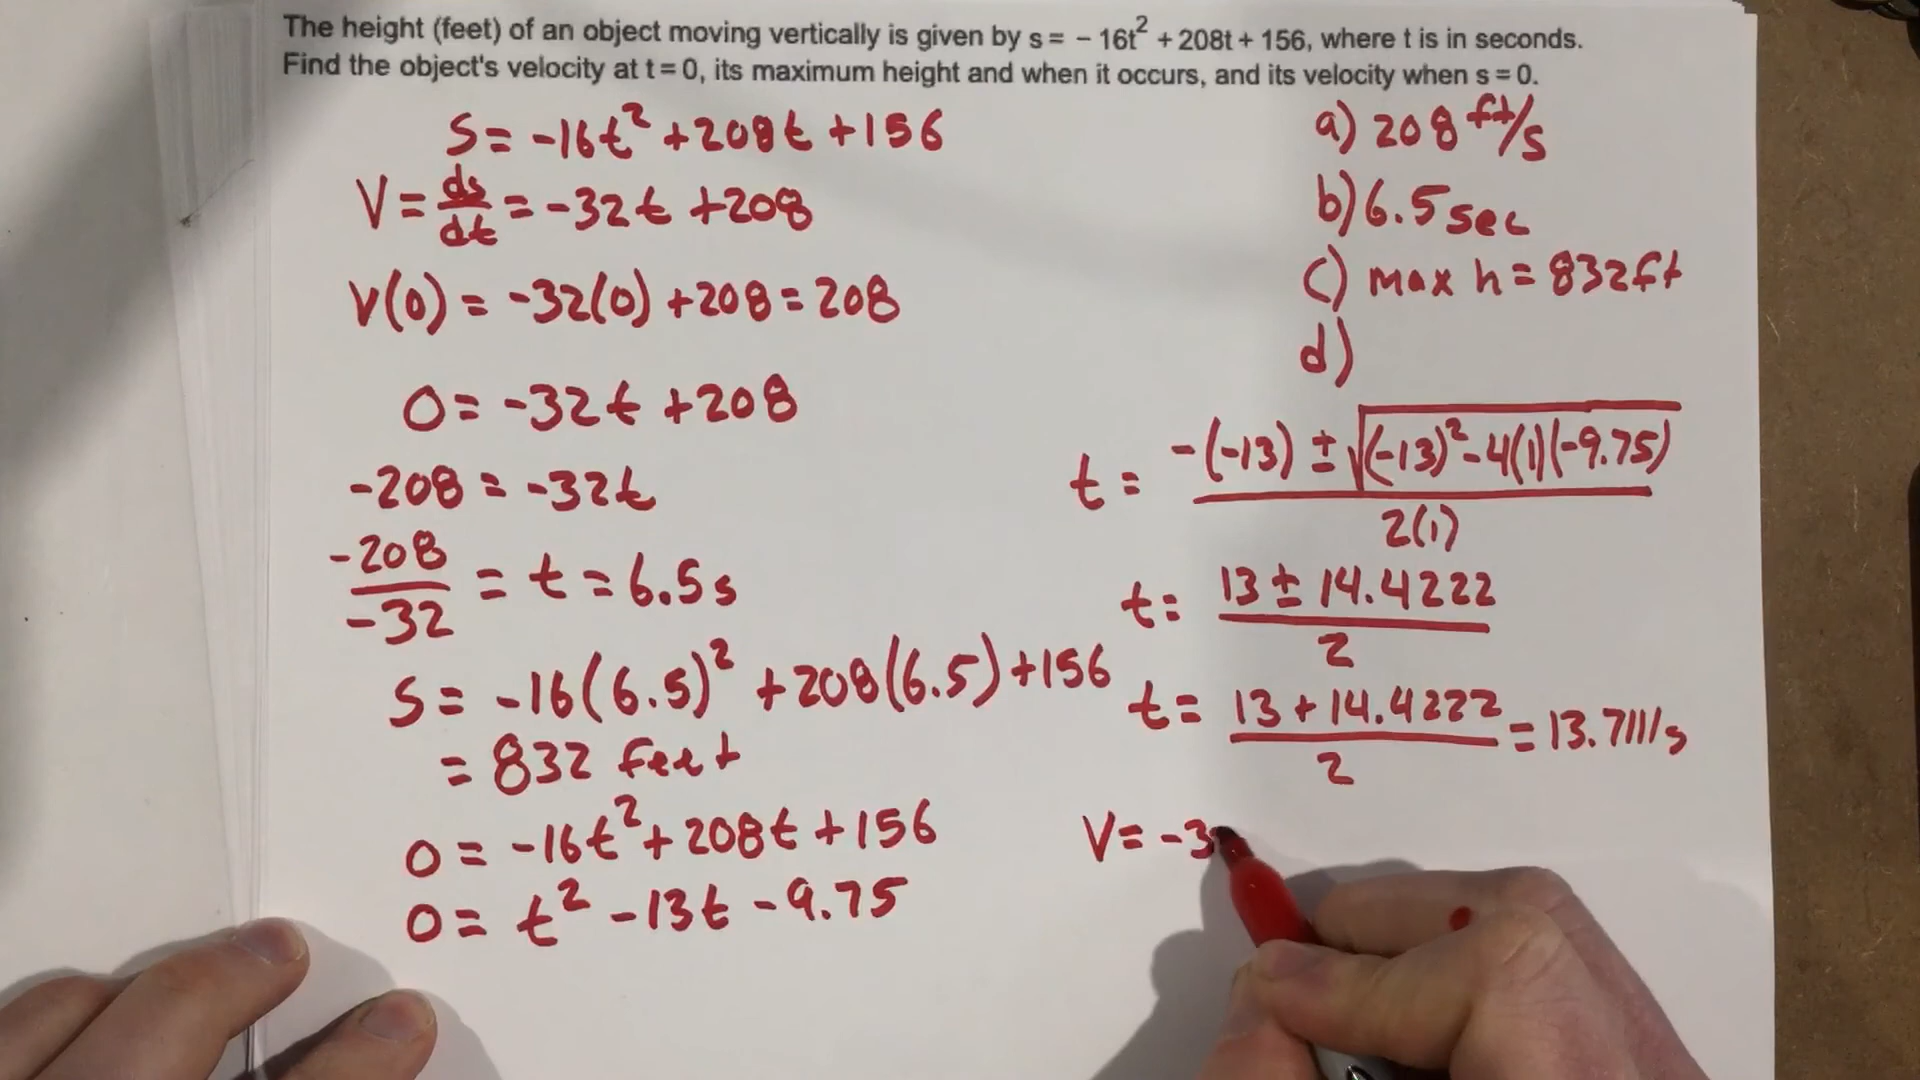 The height (feet) of an object moving vertically is given by s = − 16t² + 208t + 156, where t is in seconds.
Find the object's velocity at t = 0, its maximum height and when it occurs, and its velocity when s = 0.
S = -16t² + 208t + 156
V = ds/dt = -32t + 208
V(0) = -32(0) + 208 = 208
0 = -32t + 208
-208 = -32t
-208/-32 = t = 6.5s
S = -16(6.5)² + 208(6.5) + 156
= 832 feet
0 = -16t² + 208t + 156
0 = t² - 13t - 9.75
a) 208 ft/s
b) 6.5 sec
c) max h = 832ft
d)
t = -(-13) ± √(-13)² - 4(1)(-9.75) / 2(1)
t = 13 ± 14.4222 / 2
t = 13 + 14.4222 / 2 = 13.7111s
V = -3